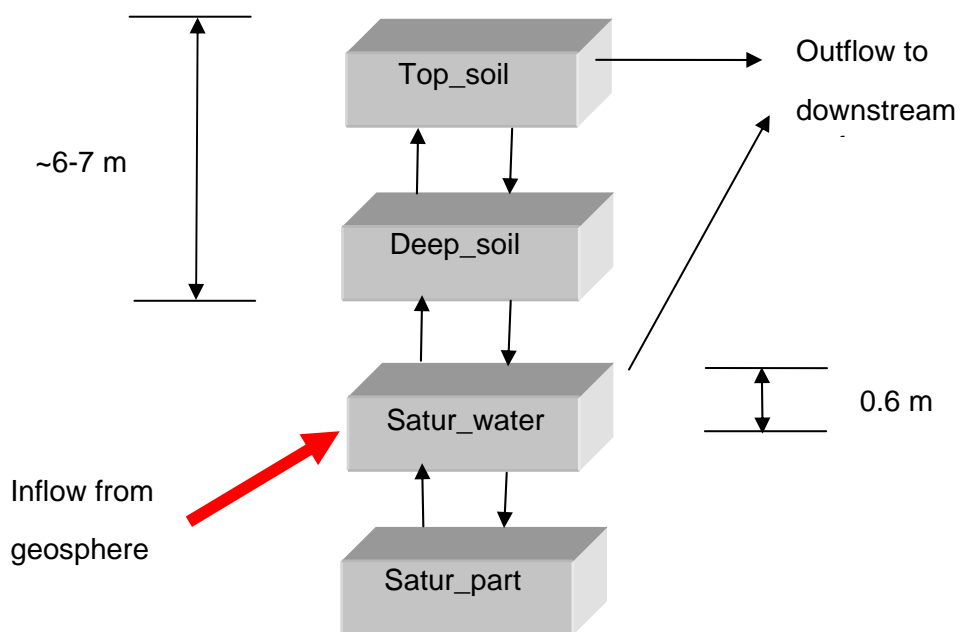 Top_soil
Outflow to
downstream
~6-7 m
Deep_soil
Satur_water
0.6 m
Inflow from
geosphere
Satur_part